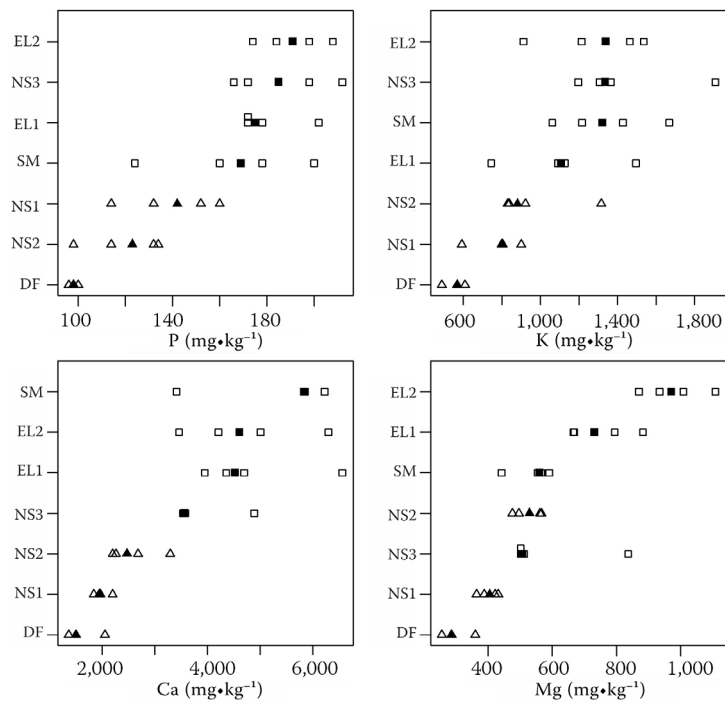 EL2
NS3
EL1
SM
NS1
NS2
DF
100 140 180
P (mg•kg⁻¹)
EL2
NS3
SM
EL1
NS2
NS1
DF
600 1,000 1,400 1,800
K (mg•kg⁻¹)
SM
EL2
EL1
NS3
NS2
NS1
DF
2,000 4,000 6,000
Ca (mg•kg⁻¹)
EL2
EL1
SM
NS2
NS3
NS1
DF
400 600 800 1,000
Mg (mg•kg⁻¹)